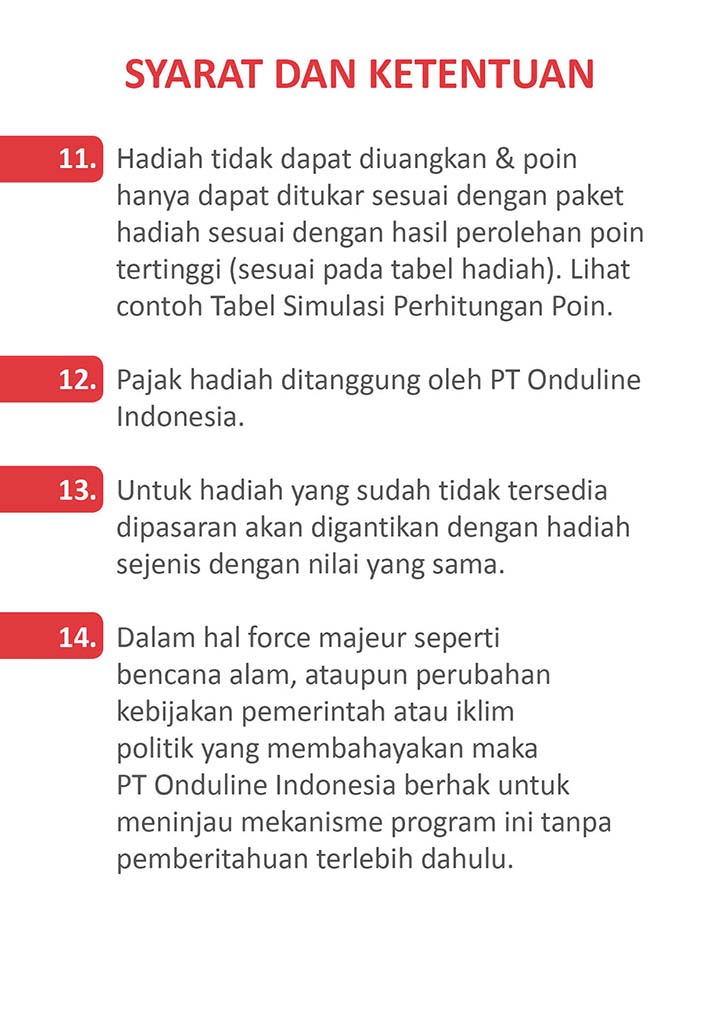 SYARAT DAN KETENTUAN
11. Hadiah tidak dapat diuangkan & poin
hanya dapat ditukar sesuai dengan paket
hadiah sesuai dengan hasil perolehan poin
tertinggi (sesuai pada tabel hadiah). Lihat
contoh Tabel Simulasi Perhitungan Poin.
12. Pajak hadiah ditanggung oleh PT Onduline
Indonesia.
13. Untuk hadiah yang sudah tidak tersedia
dipasaran akan digantikan dengan hadiah
sejenis dengan nilai yang sama.
14. Dalam hal force majeur seperti
bencana alam, ataupun perubahan
kebijakan pemerintah atau iklim
politik yang membahayakan maka
PT Onduline Indonesia berhak untuk
meninjau mekanisme program ini tanpa
pemberitahuan terlebih dahulu.